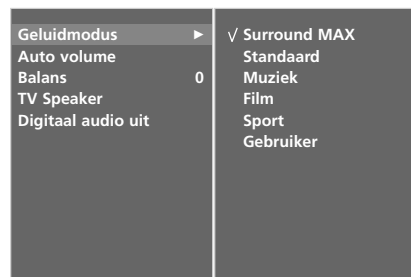 Geluidmodus ►
Auto volume
Balans 0
TV Speaker
Digitaal audio uit
√ Surround MAX
Standaard
Muziek
Film
Sport
Gebruiker